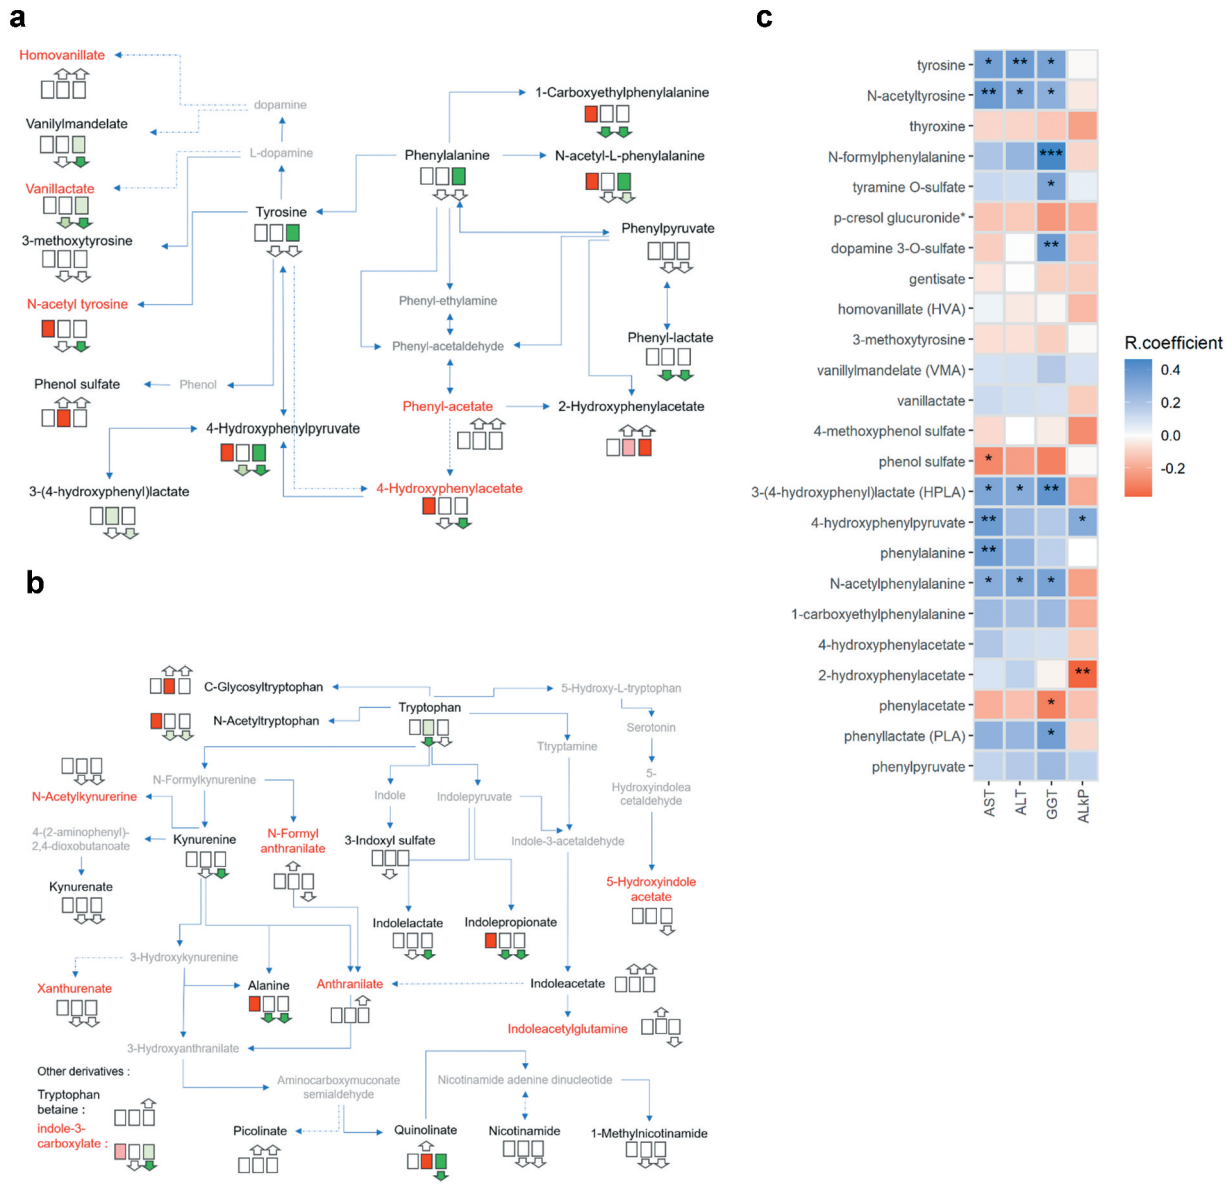 a
Homovanillate
dopamine
Vanilylmandelate
L-dopamine
Vanillactate
Tyrosine
3-methoxytyrosine
N-acetyl tyrosine
Phenol sulfate
Phenol
4-Hydroxyphenylpyruvate
3-(4-hydroxyphenyl)lactate
1-Carboxyethylphenylalanine
Phenylalanine
N-acetyl-L-phenylalanine
Phenylpyruvate
Phenyl-ethylamine
Phenyl-lactate
Phenyl-acetaldehyde
Phenyl-acetate
2-Hydroxyphenylacetate
4-Hydroxyphenylacetate
b
C-Glycosyltryptophan
5-Hydroxy-L-tryptophan
Tryptophan
N-Acetyltryptophan
Serotonin
Ttryptamine
N-Formylkynurenine
5-
Hydroxyindolea
cetaldehyde
N-Acetylkynurerine
Indole
Indolepyruvate
4-(2-aminophenyl)-
2,4-dioxobutanoate
Kynurenine
N-Formyl
anthranilate
3-Indoxyl sulfate
Indole-3-acetaldehyde
Kynurenate
5-Hydroxyindole
acetate
Indolelactate
Indolepropionate
3-Hydroxykynurenine
Xanthurenate
Alanine
Anthranilate
Indoleacetate
Indoleacetylglutamine
3-Hydroxyanthranilate
Other derivatives :
Tryptophan
betaine :
indole-3-
carboxylate :
Aminocarboxymuconate
semialdehyde
Nicotinamide adenine dinucleotide
Picolinate
Quinolinate
Nicotinamide
1-Methylnicotinamide
c
tyrosine * ** *
N-acetyltyrosine ** * *
thyroxine
N-formylphenylalanine ***
tyramine O-sulfate *
p-cresol glucuronide*
dopamine 3-O-sulfate **
gentisate
homovanillate (HVA)
3-methoxytyrosine
vanillylmandelate (VMA)
vanillactate
4-methoxyphenol sulfate
phenol sulfate *
3-(4-hydroxyphenyl)lactate (HPLA) * * **
4-hydroxyphenylpyruvate ** *
phenylalanine **
N-acetylphenylalanine * * *
1-carboxyethylphenylalanine
4-hydroxyphenylacetate
2-hydroxyphenylacetate **
phenylacetate *
phenyllactate (PLA) *
phenylpyruvate
AST
ALT
GGT
ALkP
R.coefficient
0.4
0.2
0.0
-0.2